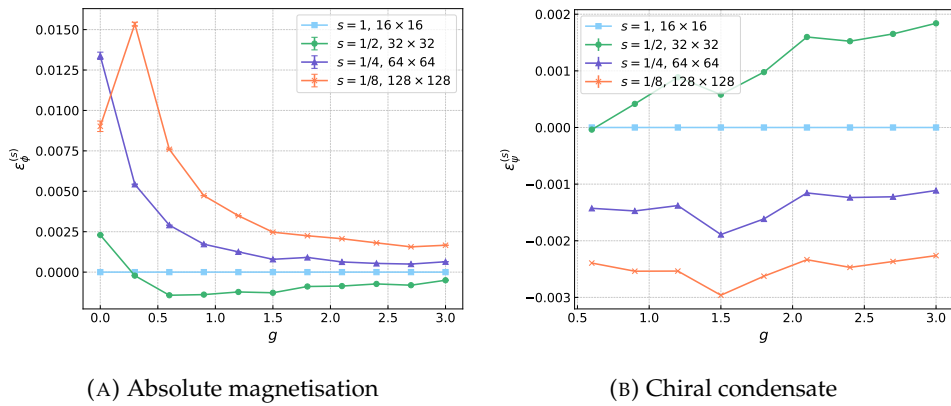 s = 1, 16 × 16
s = 1/2, 32 × 32
s = 1/4, 64 × 64
s = 1/8, 128 × 128
0.0150
0.0125
0.0100
0.0075
0.0050
0.0025
0.0000
ε_ϕ^(s)
0.0 0.5 1.0 1.5 2.0 2.5 3.0
g
(A) Absolute magnetisation
s = 1, 16 × 16
s = 1/2, 32 × 32
s = 1/4, 64 × 64
s = 1/8, 128 × 128
0.002
0.001
0.000
−0.001
−0.002
−0.003
ε_ψ^(s)
0.5 1.0 1.5 2.0 2.5 3.0
g
(B) Chiral condensate